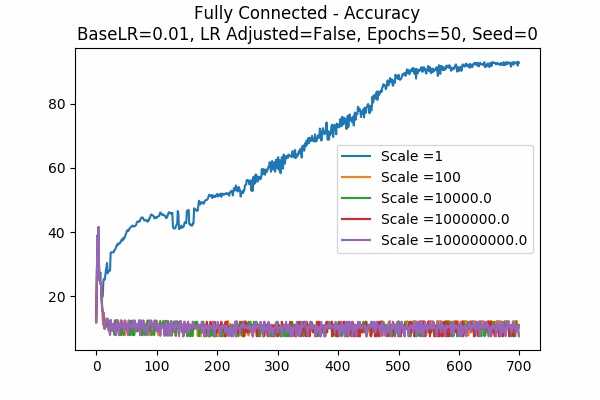 Fully Connected - Accuracy
BaseLR=0.01, LR Adjusted=False, Epochs=50, Seed=0
80
60
40
20
Scale =1
Scale =100
Scale =10000.0
Scale =1000000.0
Scale =100000000.0
0 100 200 300 400 500 600 700